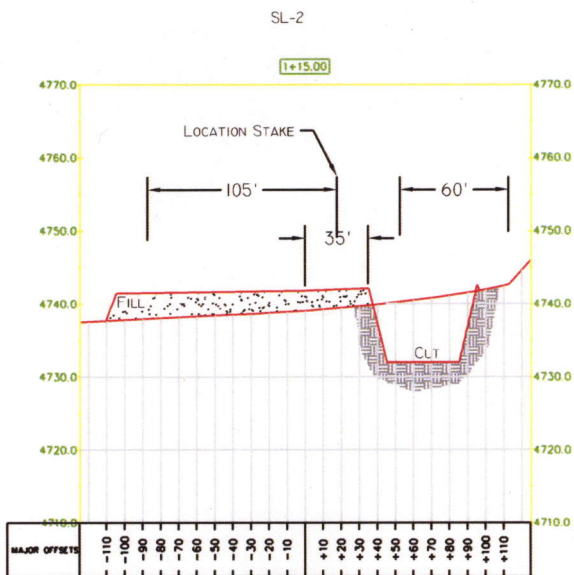 SL-2
1+15.00
4770.0 4770.0
LOCATION STAKE
4760.0 4760.0
105' 60'
4750.0 4750.0
35'
FILL
4740.0 4740.0
CUT
4730.0 4730.0
4720.0 4720.0
4710.0 4710.0
MAJOR OFFSETS -110 -100 -90 -80 -70 -60 -50 -40 -30 -20 -10 +10 +20 +30 +40 +50 +60 +70 +80 +90 +100 +110